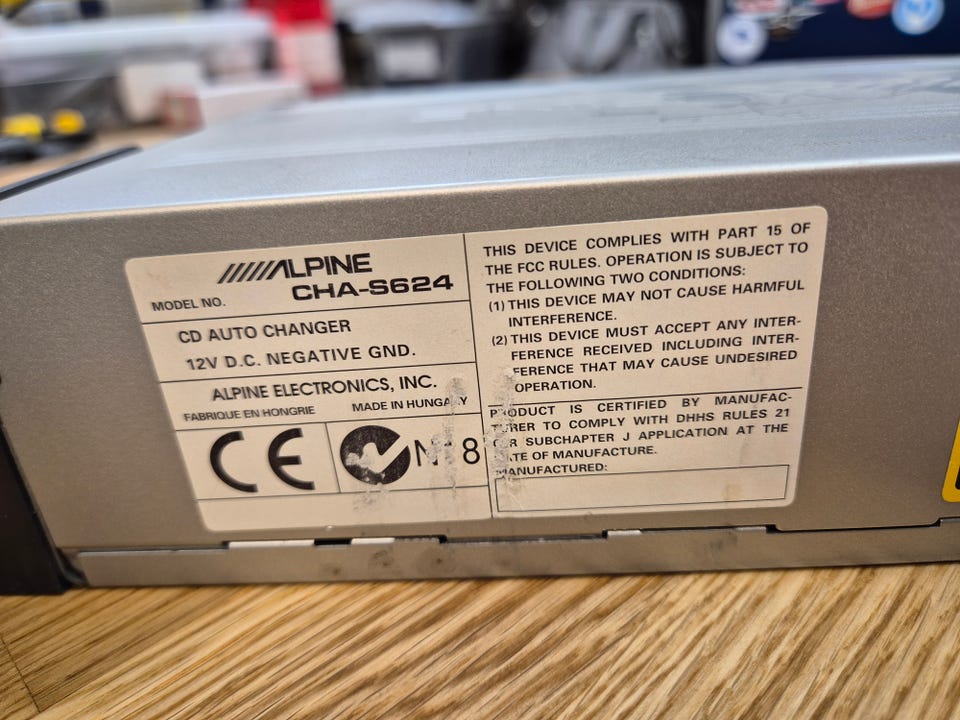 ALPINE
MODEL NO. CHA-S624
CD AUTO CHANGER
12V D.C. NEGATIVE GND.
ALPINE ELECTRONICS, INC.
FABRIQUE EN HONGRIE MADE IN HUNGARY
CE
8
THIS DEVICE COMPLIES WITH PART 15 OF
THE FCC RULES. OPERATION IS SUBJECT TO
THE FOLLOWING TWO CONDITIONS:
(1) THIS DEVICE MAY NOT CAUSE HARMFUL
INTERFERENCE.
(2) THIS DEVICE MUST ACCEPT ANY INTER-
FERENCE RECEIVED INCLUDING INTER-
FERENCE THAT MAY CAUSE UNDESIRED
OPERATION.
PRODUCT IS CERTIFIED BY MANUFAC-
TURER TO COMPLY WITH DHHS RULES 21
CFR SUBCHAPTER J APPLICATION AT THE
DATE OF MANUFACTURE.
MANUFACTURED: